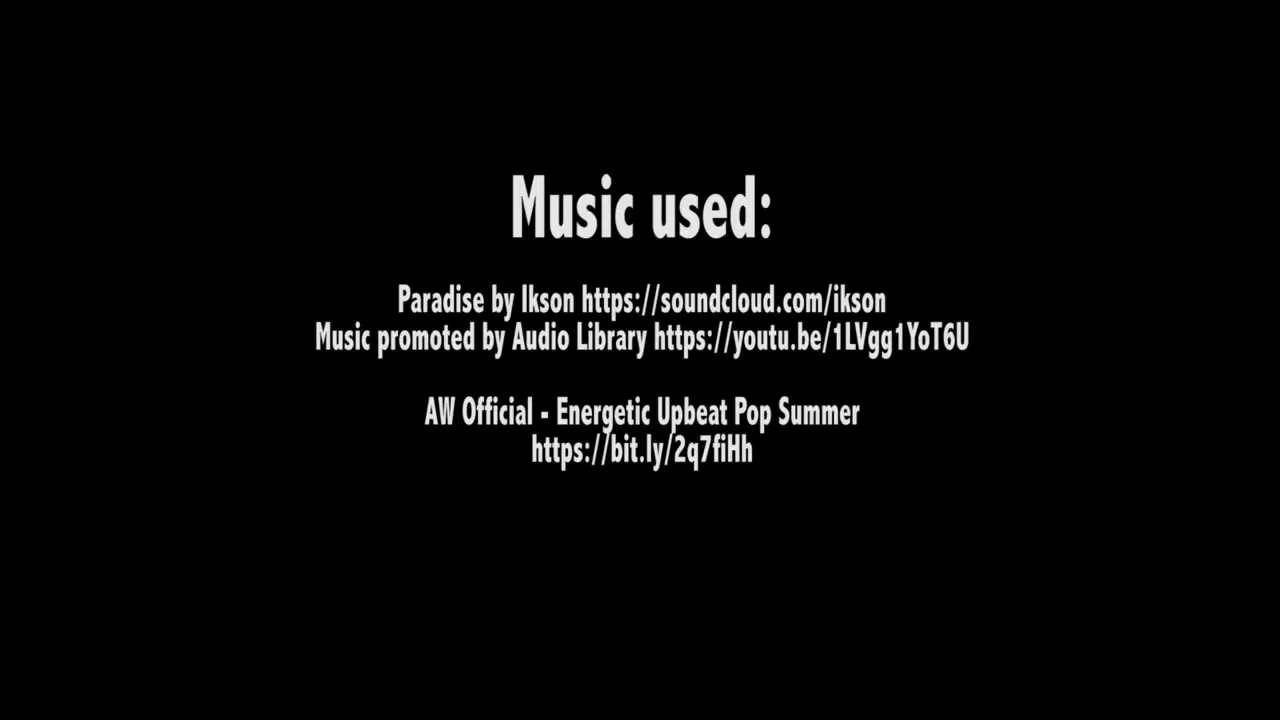 Music used:
Paradise by Ikson https://soundcloud.com/ikson
Music promoted by Audio Library https://youtu.be/1LVgg1YoT6U
AW Official - Energetic Upbeat Pop Summer
https://bit.ly/2q7fiHh